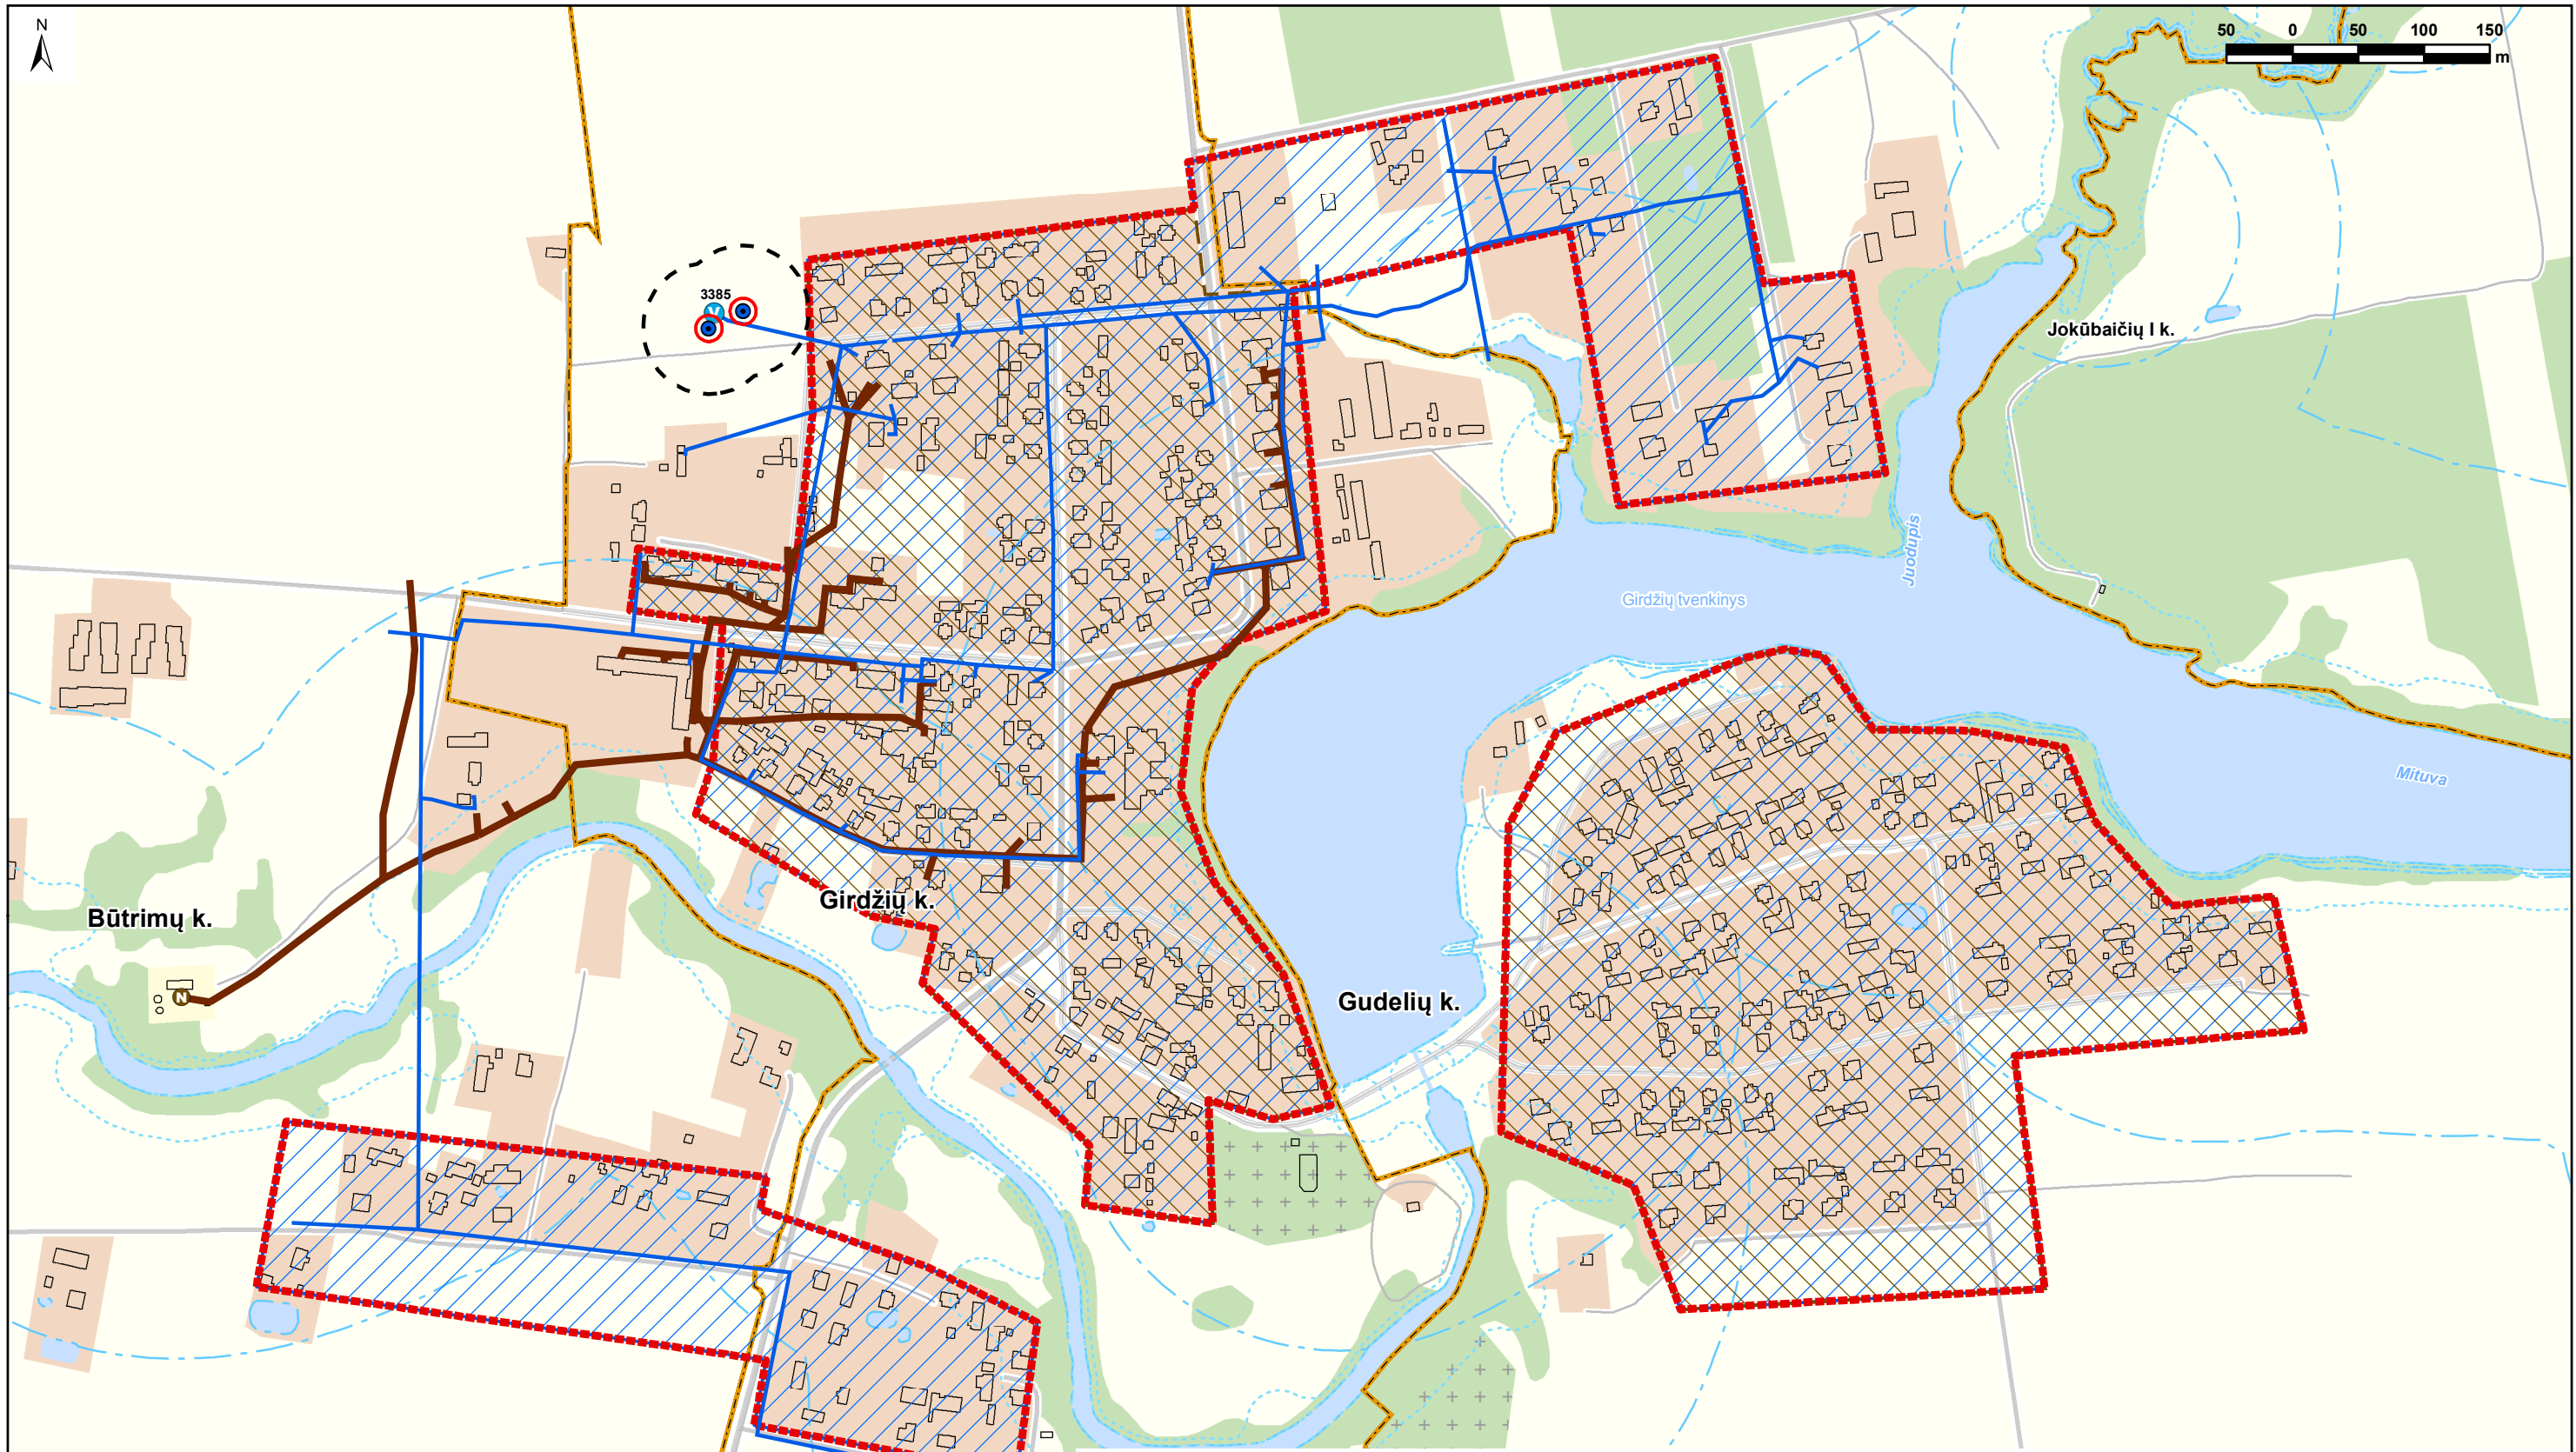 N
50 0 50 100 150
m
3385
V
Jokūbaičių I k.
Juodupis
Girdžių tvenkinys
Mituva
Girdžių k.
Būtrimų k.
N
Gudelių k.